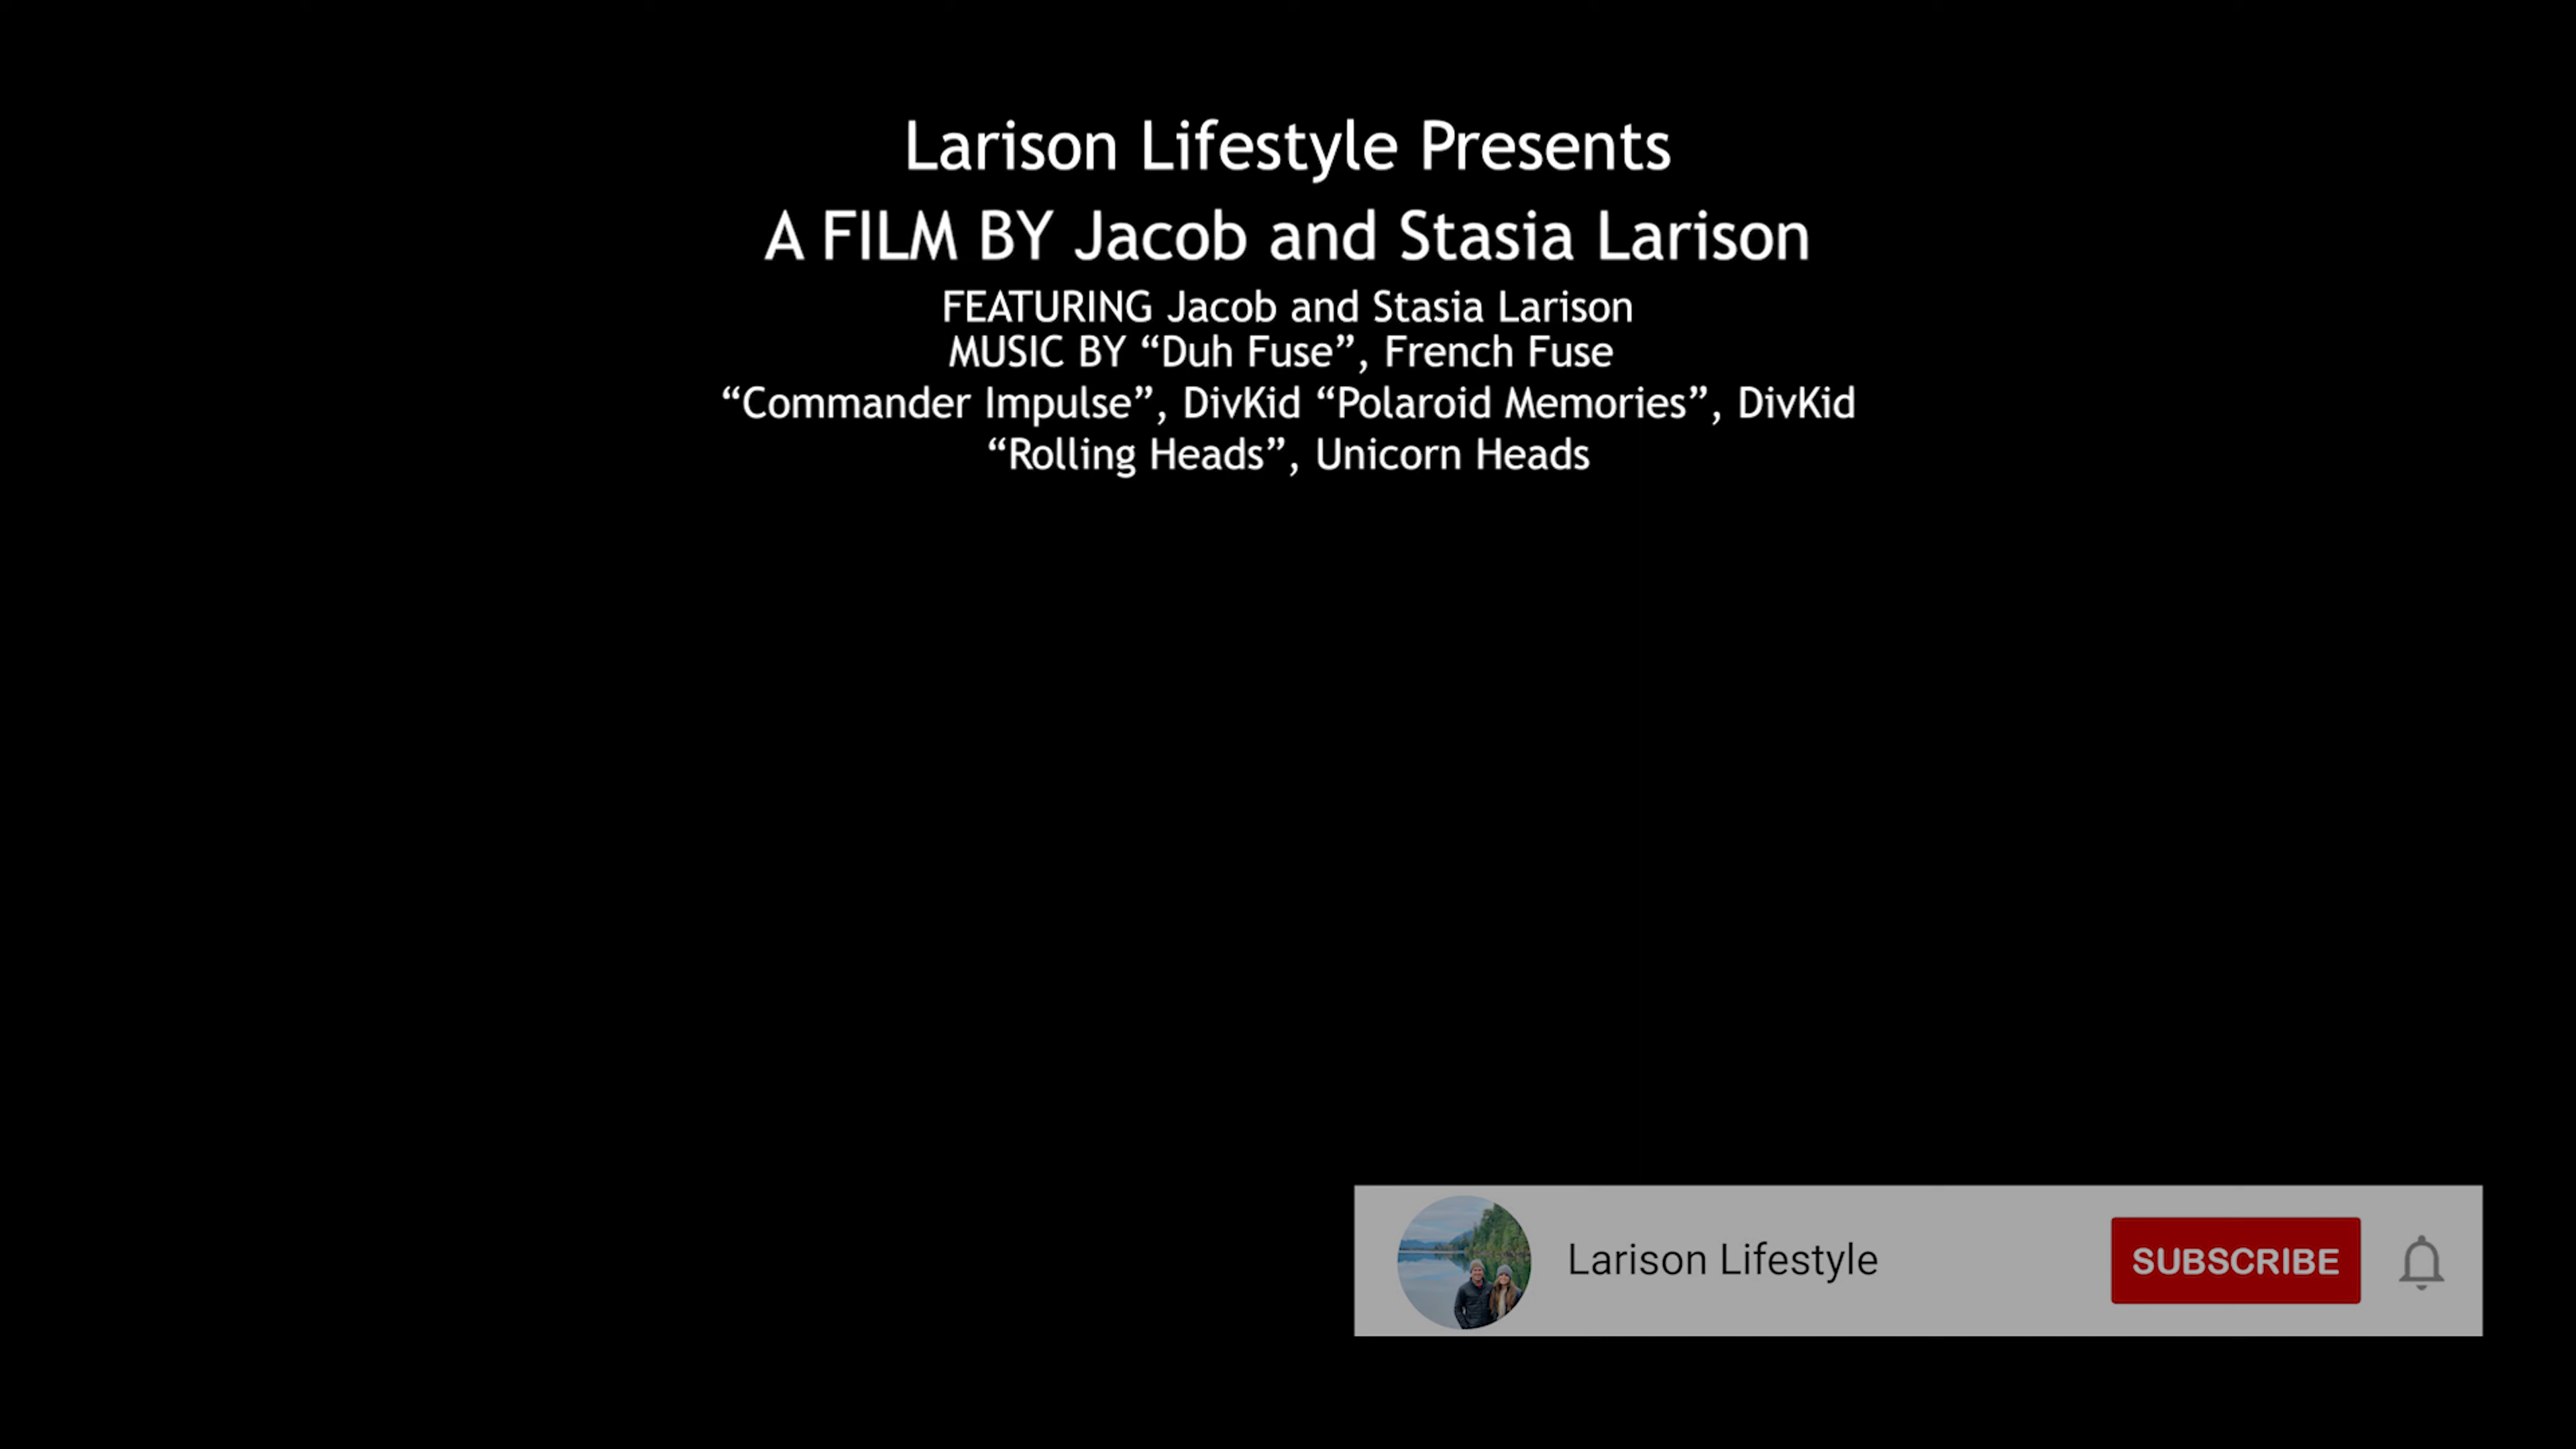 Larison Lifestyle Presents
A FILM BY Jacob and Stasia Larison
FEATURING Jacob and Stasia Larison
MUSIC BY “Duh Fuse”, French Fuse
“Commander Impulse”, DivKid “Polaroid Memories”, DivKid
“Rolling Heads”, Unicorn Heads
Larison Lifestyle
SUBSCRIBE